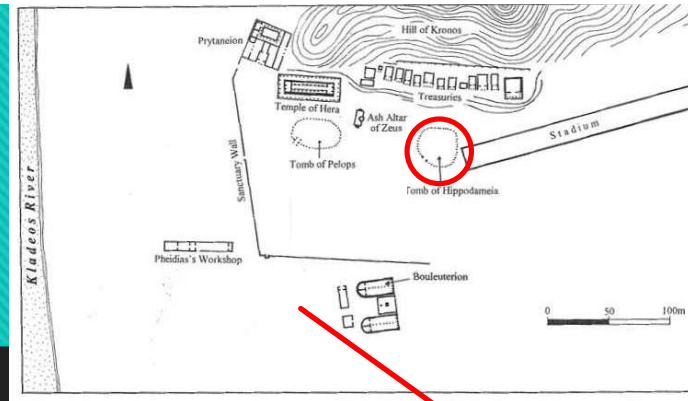 Hill of Kronos
Prytaneion
Treasuries
Temple of Hera
Ash Altar
of Zeus
Stadium
Tomb of Pelops
Tomb of Hippodameia
Sanctuary Wall
Kladeos River
Pheidias's Workshop
Bouleuterion
0 50 100m